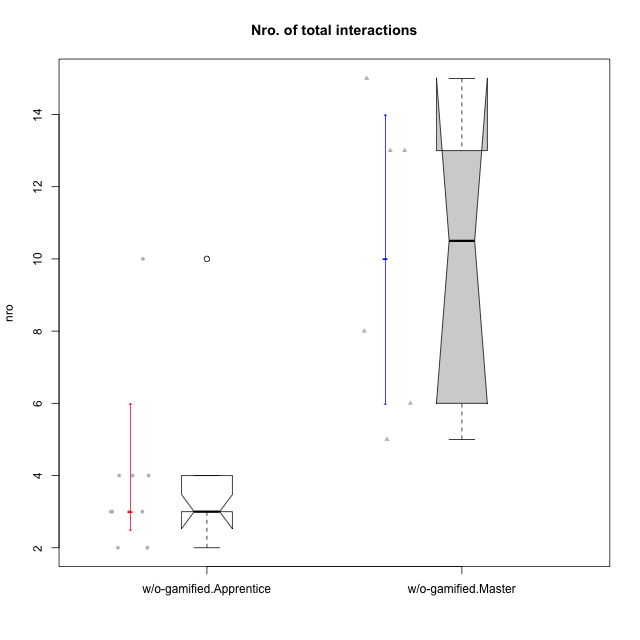 Nro. of total interactions
nro
14
12
10
8
6
4
2
w/o-gamified.Apprentice
w/o-gamified.Master